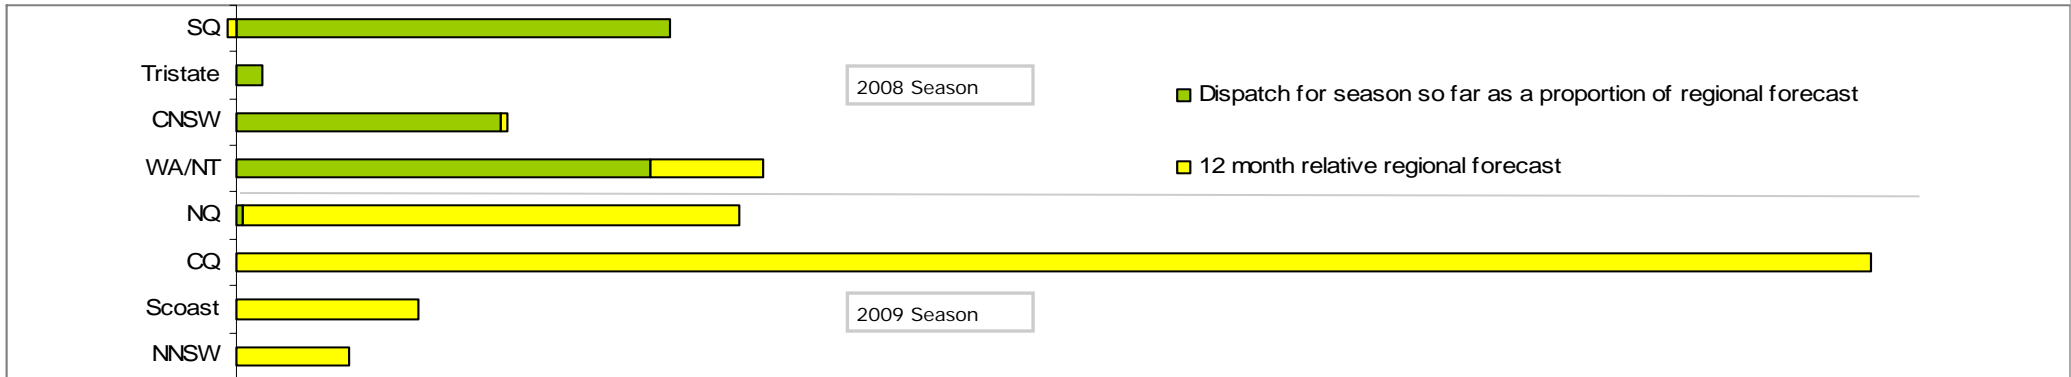 SQ
Tristate
2008 Season
Dispatch for season so far as a proportion of regional forecast
CNSW
WA/NT
12 month relative regional forecast
NQ
CQ
Scoast
2009 Season
NNSW